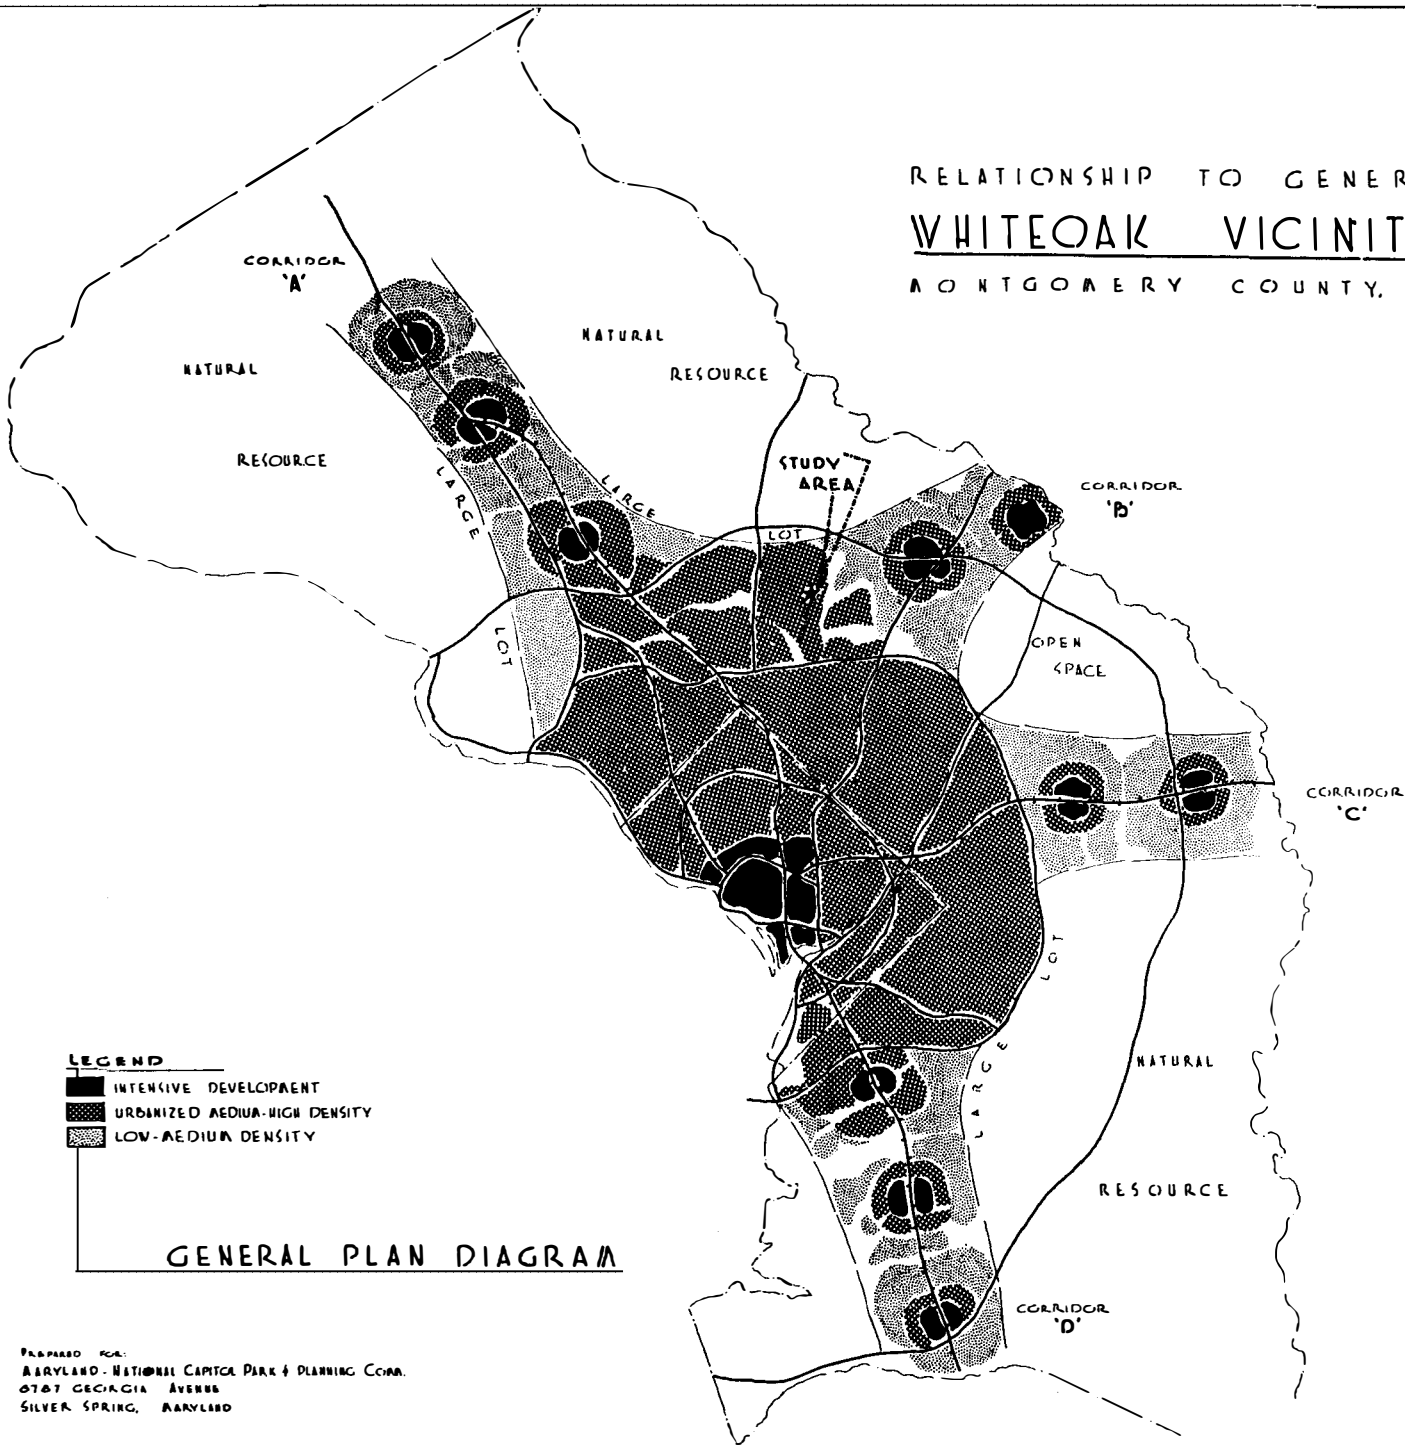 RELATIONSHIP TO GENER
WHITEOAK VICINIT
MONTGOMERY COUNTY,
CORRIDOR
'A'
NATURAL
RESOURCE
NATURAL
RESOURCE
LARGE
LOT
LARGE
LOT
STUDY
AREA
CORRIDOR
'B'
OPEN
SPACE
CORRIDOR
'C'
LOT
LARGE
NATURAL
RESOURCE
CORRIDOR
'D'
LEGEND
INTENSIVE DEVELOPMENT
URBANIZED MEDIUM-HIGH DENSITY
LOW-MEDIUM DENSITY
GENERAL PLAN DIAGRAM
PREPARED FOR:
MARYLAND-NATIONAL CAPITOL PARK & PLANNING COMM.
8787 GEORGIA AVENUE
SILVER SPRING, MARYLAND